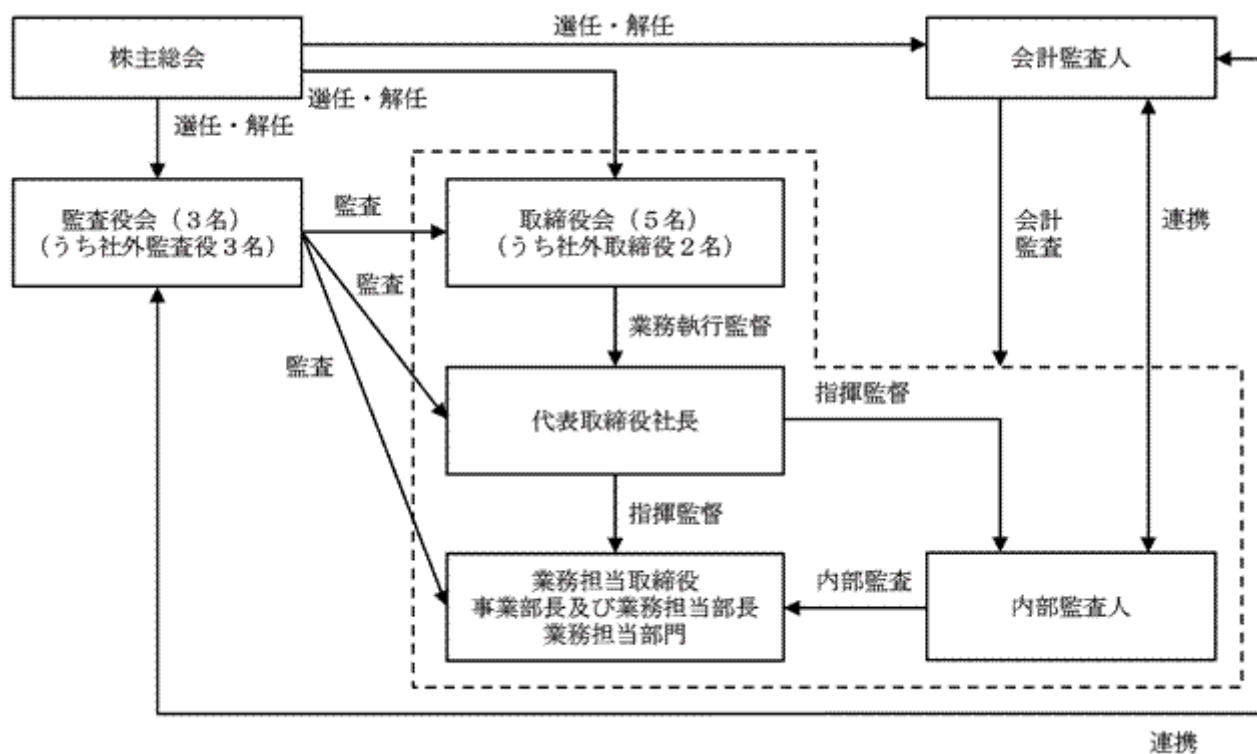 選任・解任
株主総会
会計監査人
選任・解任
選任・解任
監査役会（3名）
（うち社外監査役3名）
監査
取締役会（5名）
（うち社外取締役2名）
会計
監査
連携
監査
業務執行監督
監査
代表取締役社長
指揮監督
指揮監督
業務担当取締役
事業部長及び業務担当部長
業務担当部門
内部監査
内部監査人
連携